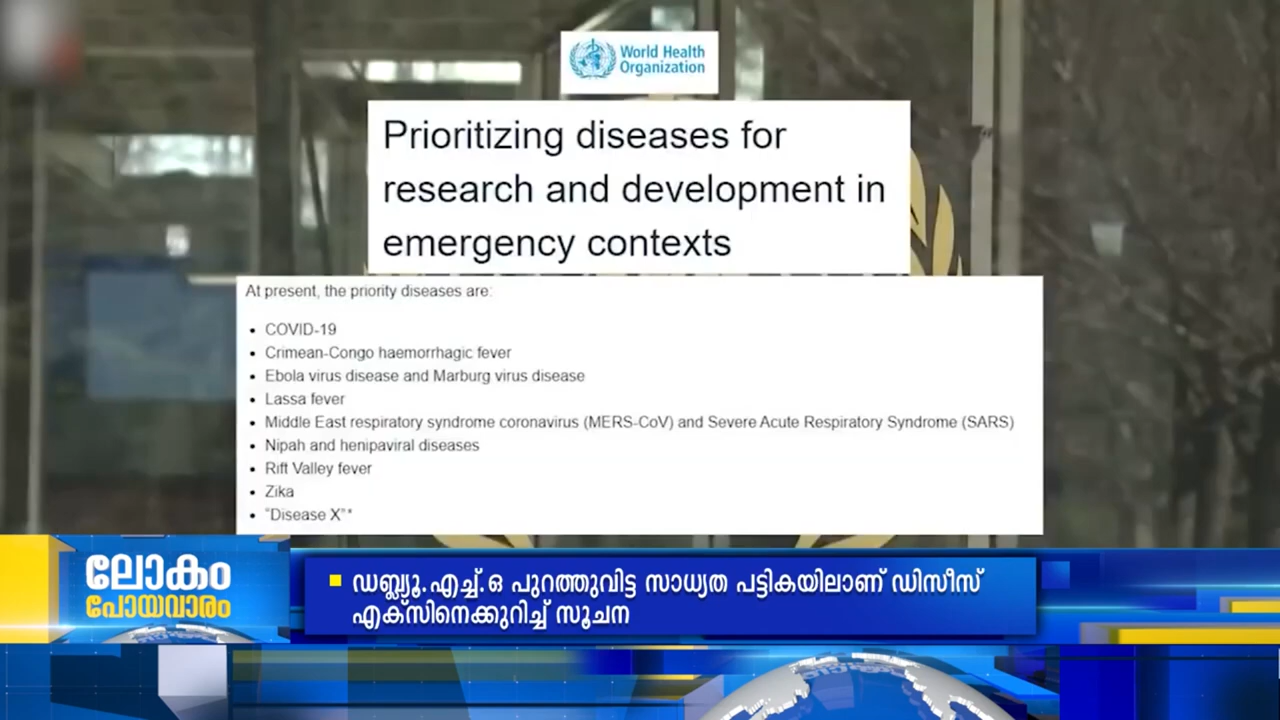 World Health
Organization
Prioritizing diseases for
research and development in
emergency contexts
At present, the priority diseases are:
• COVID-19
• Crimean-Congo haemorrhagic fever
• Ebola virus disease and Marburg virus disease
• Lassa fever
• Middle East respiratory syndrome coronavirus (MERS-CoV) and Severe Acute Respiratory Syndrome (SARS)
• Nipah and henipaviral diseases
• Rift Valley fever
• Zika
• “Disease X”*
ലോകം
പോയവാരം
ഡബ്ല്യൂ.എച്ച്.ഒ പുറത്തുവിട്ട സാധ്യത പട്ടികയിലാണ് ഡിസീസ്
എക്സിനെക്കുറിച്ച് സൂചന